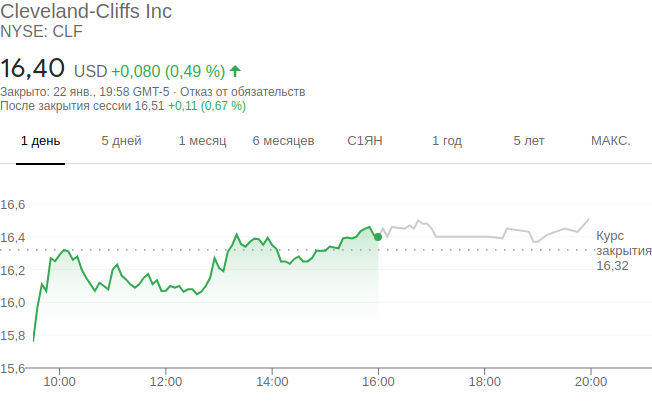 Cleveland-Cliffs Inc
NYSE: CLF
16,40 USD +0,080 (0,49 %)
Закрыто: 22 янв., 19:58 GMT-5 · Отказ от обязательств
После закрытия сессии 16,51 +0,11 (0,67 %)
1 день 5 дней 1 месяц 6 месяцев С1ЯН 1 год 5 лет МАКС.
16,6
16,4
16,2
16,0
15,8
15,6
Курс
закрытия
16,32
10:00 12:00 14:00 16:00 18:00 20:00